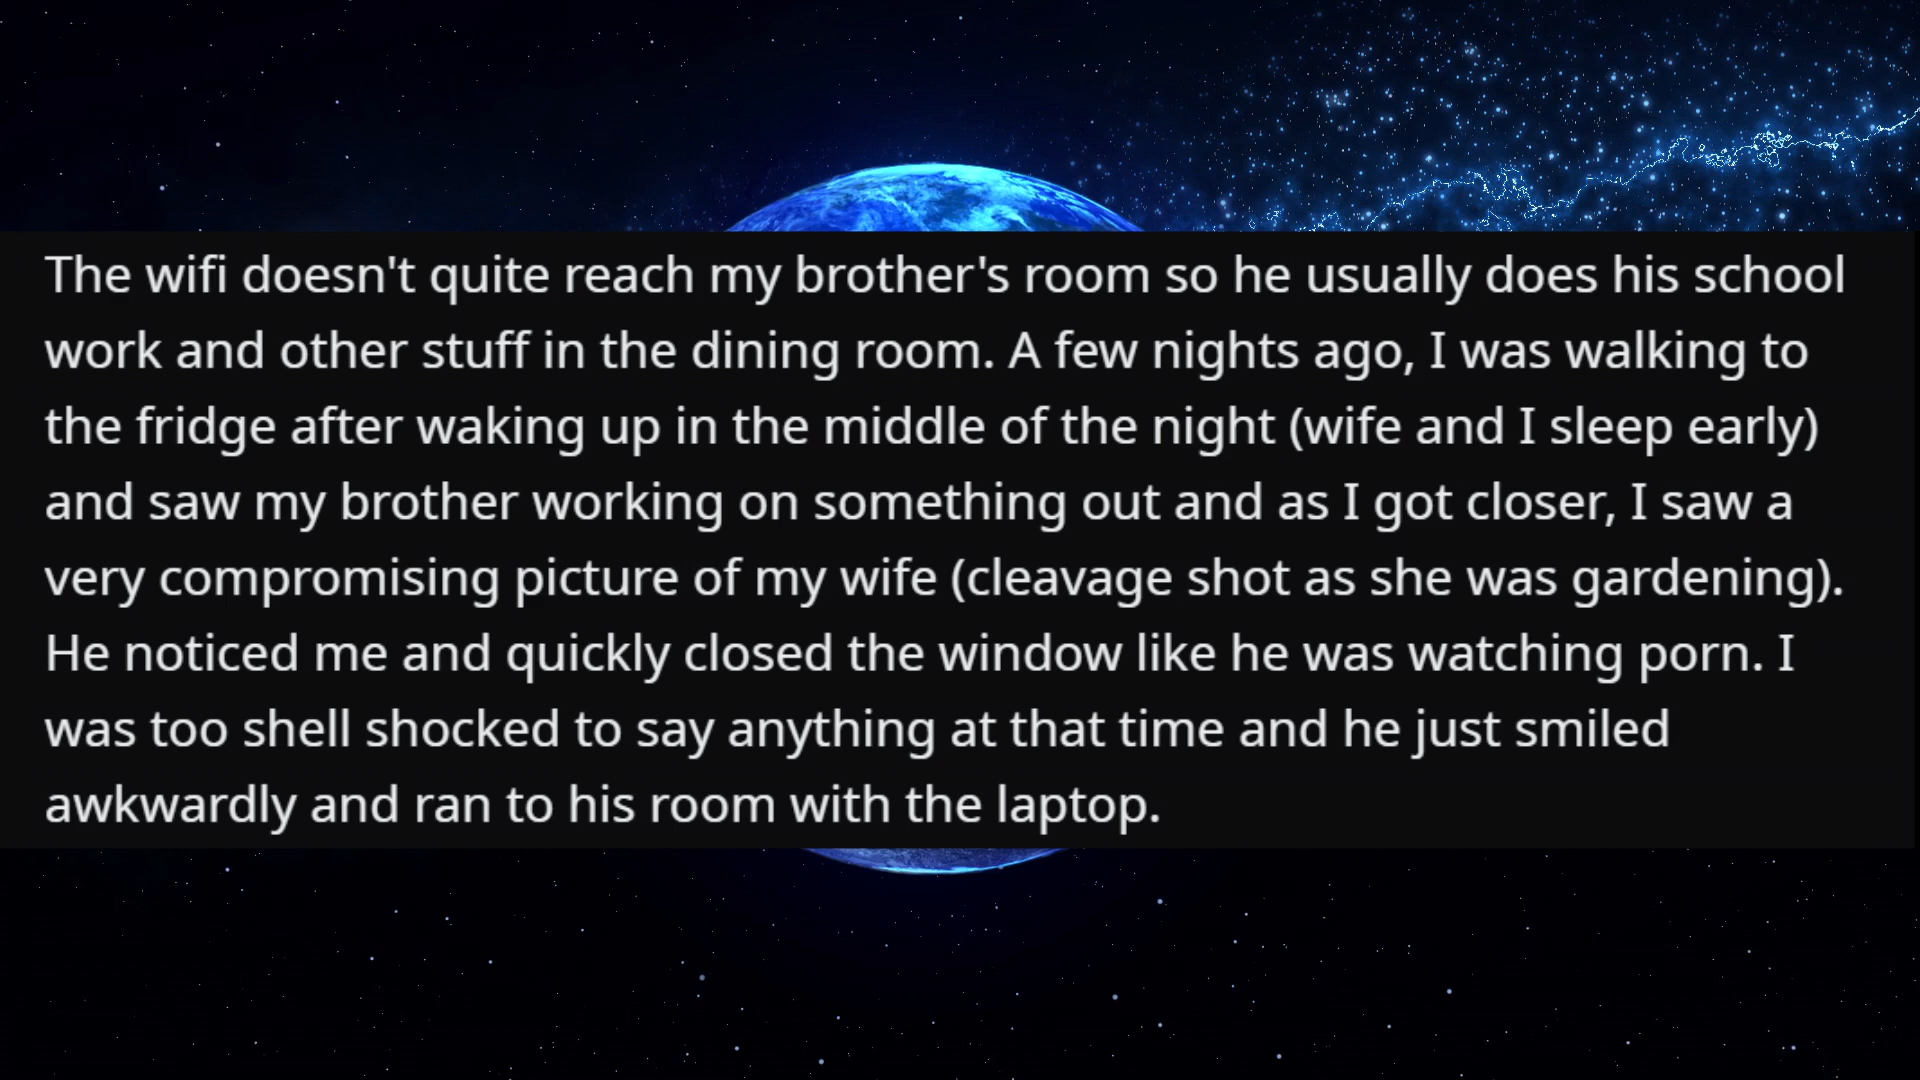 The wifi doesn't quite reach my brother's room so he usually does his school
work and other stuff in the dining room. A few nights ago, I was walking to
the fridge after waking up in the middle of the night (wife and I sleep early)
and saw my brother working on something out and as I got closer, I saw a
very compromising picture of my wife (cleavage shot as she was gardening).
He noticed me and quickly closed the window like he was watching porn. I
was too shell shocked to say anything at that time and he just smiled
awkwardly and ran to his room with the laptop.